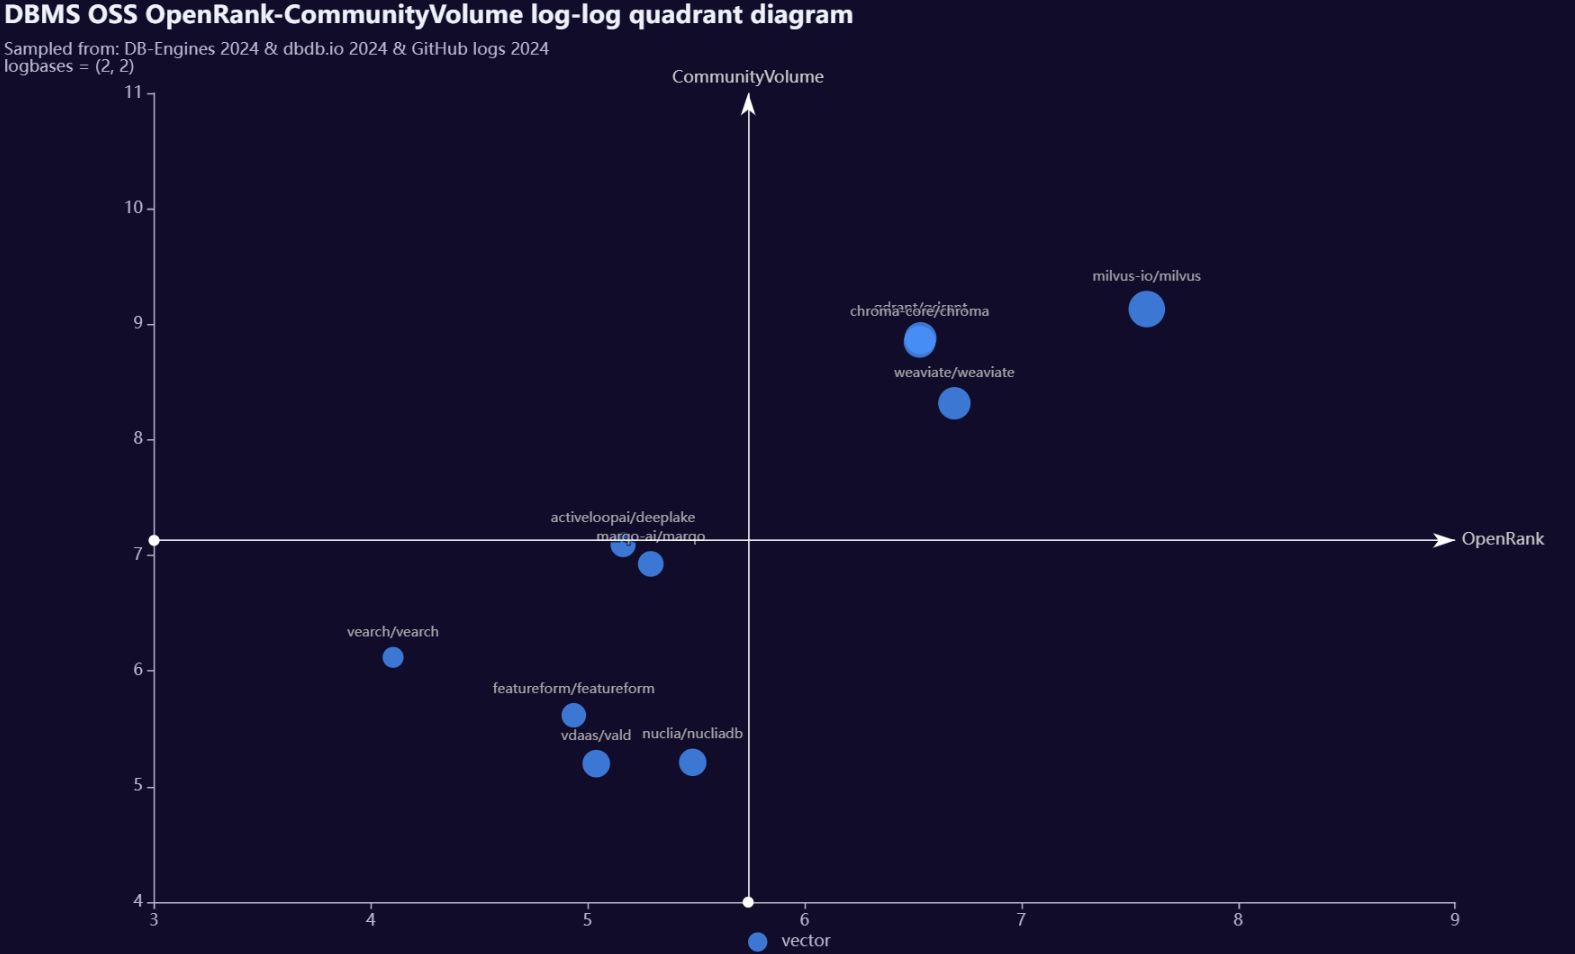 DBMS OSS OpenRank-CommunityVolume log-log quadrant diagram
Sampled from: DB-Engines 2024 & dbdb.io 2024 & GitHub logs 2024
logbases = (2, 2)
CommunityVolume
11
10
milvus-io/milvus
9
qdrant/qdrant
chroma-core/chroma
weaviate/weaviate
8
activeloopai/deeplake
marqo-ai/marqo
OpenRank
7
vearch/vearch
6
featureform/featureform
vdaas/vald
nuclia/nucliadb
5
4
3 4 5 6 7 8 9
vector